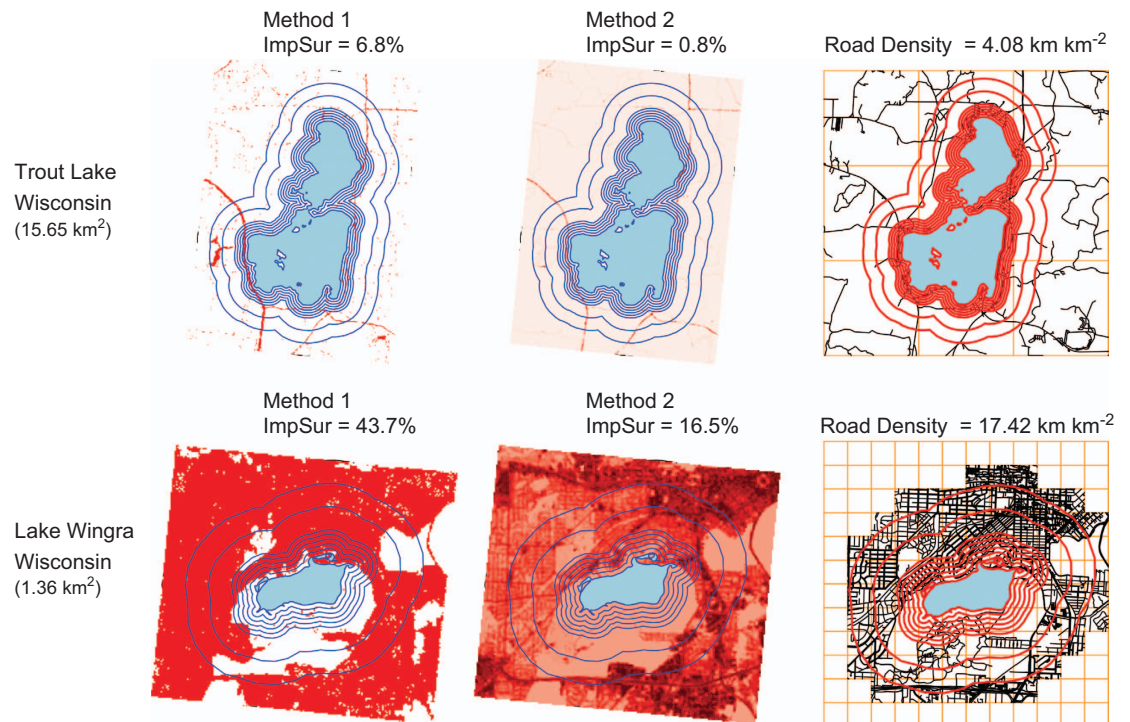 Method 1
ImpSur = 6.8%
Method 2
ImpSur = 0.8%
Road Density = 4.08 km km⁻²
Trout Lake
Wisconsin
(15.65 km²)
Method 1
ImpSur = 43.7%
Method 2
ImpSur = 16.5%
Road Density = 17.42 km km⁻²
Lake Wingra
Wisconsin
(1.36 km²)